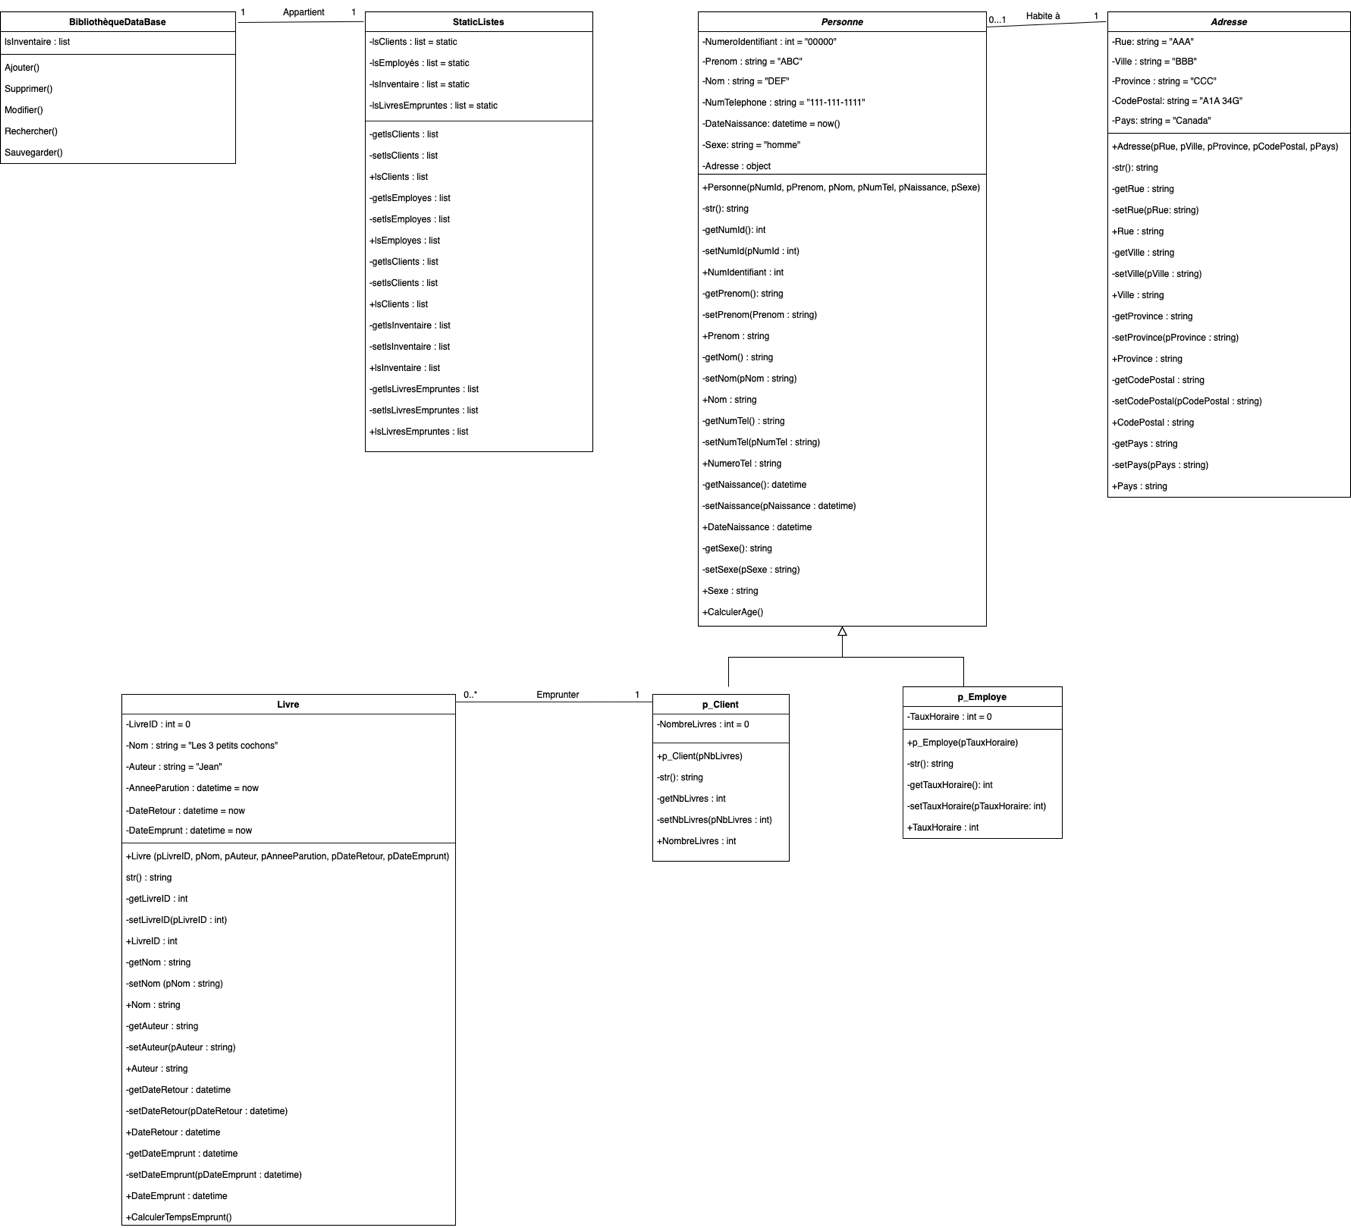 BibliothèqueDataBase
lsInventaire : list
Ajouter()
Supprimer()
Modifier()
Rechercher()
Sauvegarder()
1 Appartient 1
StaticListes
-lsClients : list = static
-lsEmployés : list = static
-lsInventaire : list = static
-lsLivresEmpruntes : list = static
-getlsClients : list
-setlsClients : list
+lsClients : list
-getlsEmployes : list
-setlsEmployes : list
+lsEmployes : list
-getlsClients : list
-setlsClients : list
+lsClients : list
-getlsInventaire : list
-setlsInventaire : list
+lsInventaire : list
-getlsLivresEmpruntes : list
-setlsLivresEmpruntes : list
+lsLivresEmpruntes : list
Personne
-NumeroIdentifiant : int = "00000"
-Prenom : string = "ABC"
-Nom : string = "DEF"
-NumTelephone : string = "111-111-1111"
-DateNaissance: datetime = now()
-Sexe: string = "homme"
-Adresse : object
+Personne(pNumId, pPrenom, pNom, pNumTel, pNaissance, pSexe)
-str(): string
-getNumId(): int
-setNumId(pNumId : int)
+NumIdentifiant : int
-getPrenom(): string
-setPrenom(Prenom : string)
+Prenom : string
-getNom() : string
-setNom(pNom : string)
+Nom : string
-getNumTel() : string
-setNumTel(pNumTel : string)
+NumeroTel : string
-getNaissance(): datetime
-setNaissance(pNaissance : datetime)
+DateNaissance : datetime
-getSexe(): string
-setSexe(pSexe : string)
+Sexe : string
+CalculerAge()
0...1 Habite à 1
Adresse
-Rue: string = "AAA"
-Ville : string = "BBB"
-Province : string = "CCC"
-CodePostal: string = "A1A 34G"
-Pays: string = "Canada"
+Adresse(pRue, pVille, pProvince, pCodePostal, pPays)
-str(): string
-getRue : string
-setRue(pRue: string)
+Rue : string
-getVille : string
-setVille(pVille : string)
+Ville : string
-getProvince : string
-setProvince(pProvince : string)
+Province : string
-getCodePostal : string
-setCodePostal(pCodePostal : string)
+CodePostal : string
-getPays : string
-setPays(pPays : string)
+Pays : string
Livre
-LivreID : int = 0
-Nom : string = "Les 3 petits cochons"
-Auteur : string = "Jean"
-AnneeParution : datetime = now
-DateRetour : datetime = now
-DateEmprunt : datetime = now
+Livre (pLivreID, pNom, pAuteur, pAnneeParution, pDateRetour, pDateEmprunt)
str() : string
-getLivreID : int
-setLivreID(pLivreID : int)
+LivreID : int
-getNom : string
-setNom (pNom : string)
+Nom : string
-getAuteur : string
-setAuteur(pAuteur : string)
+Auteur : string
-getDateRetour : datetime
-setDateRetour(pDateRetour : datetime)
+DateRetour : datetime
-getDateEmprunt : datetime
-setDateEmprunt(pDateEmprunt : datetime)
+DateEmprunt : datetime
+CalculerTempsEmprunt()
0..* Emprunter 1
p_Client
-NombreLivres : int = 0
+p_Client(pNbLivres)
-str(): string
-getNbLivres : int
-setNbLivres(pNbLivres : int)
+NombreLivres : int
p_Employe
-TauxHoraire : int = 0
+p_Employe(pTauxHoraire)
-str(): string
-getTauxHoraire(): int
-setTauxHoraire(pTauxHoraire: int)
+TauxHoraire : int